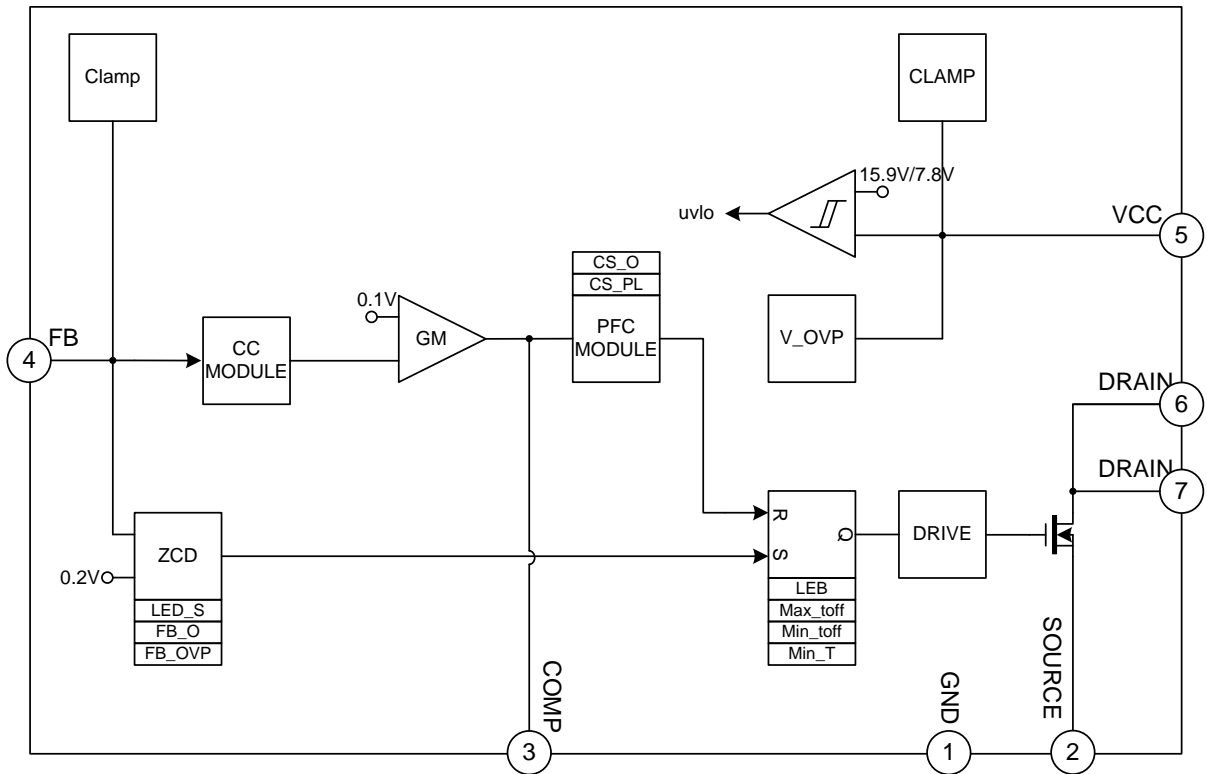 Clamp
CLAMP
15.9V/7.8V
uvlo
VCC
5
CS_O
CS_PL
PFC
MODULE
0.1V
GM
V_OVP
FB
4
CC
MODULE
DRAIN
6
DRAIN
7
R
S
Q
DRIVE
ZCD
0.2V
LED_S
FB_O
FB_OVP
LEB
Max_toff
Min_toff
Min_T
COMP
GND
SOURCE
3
1
2